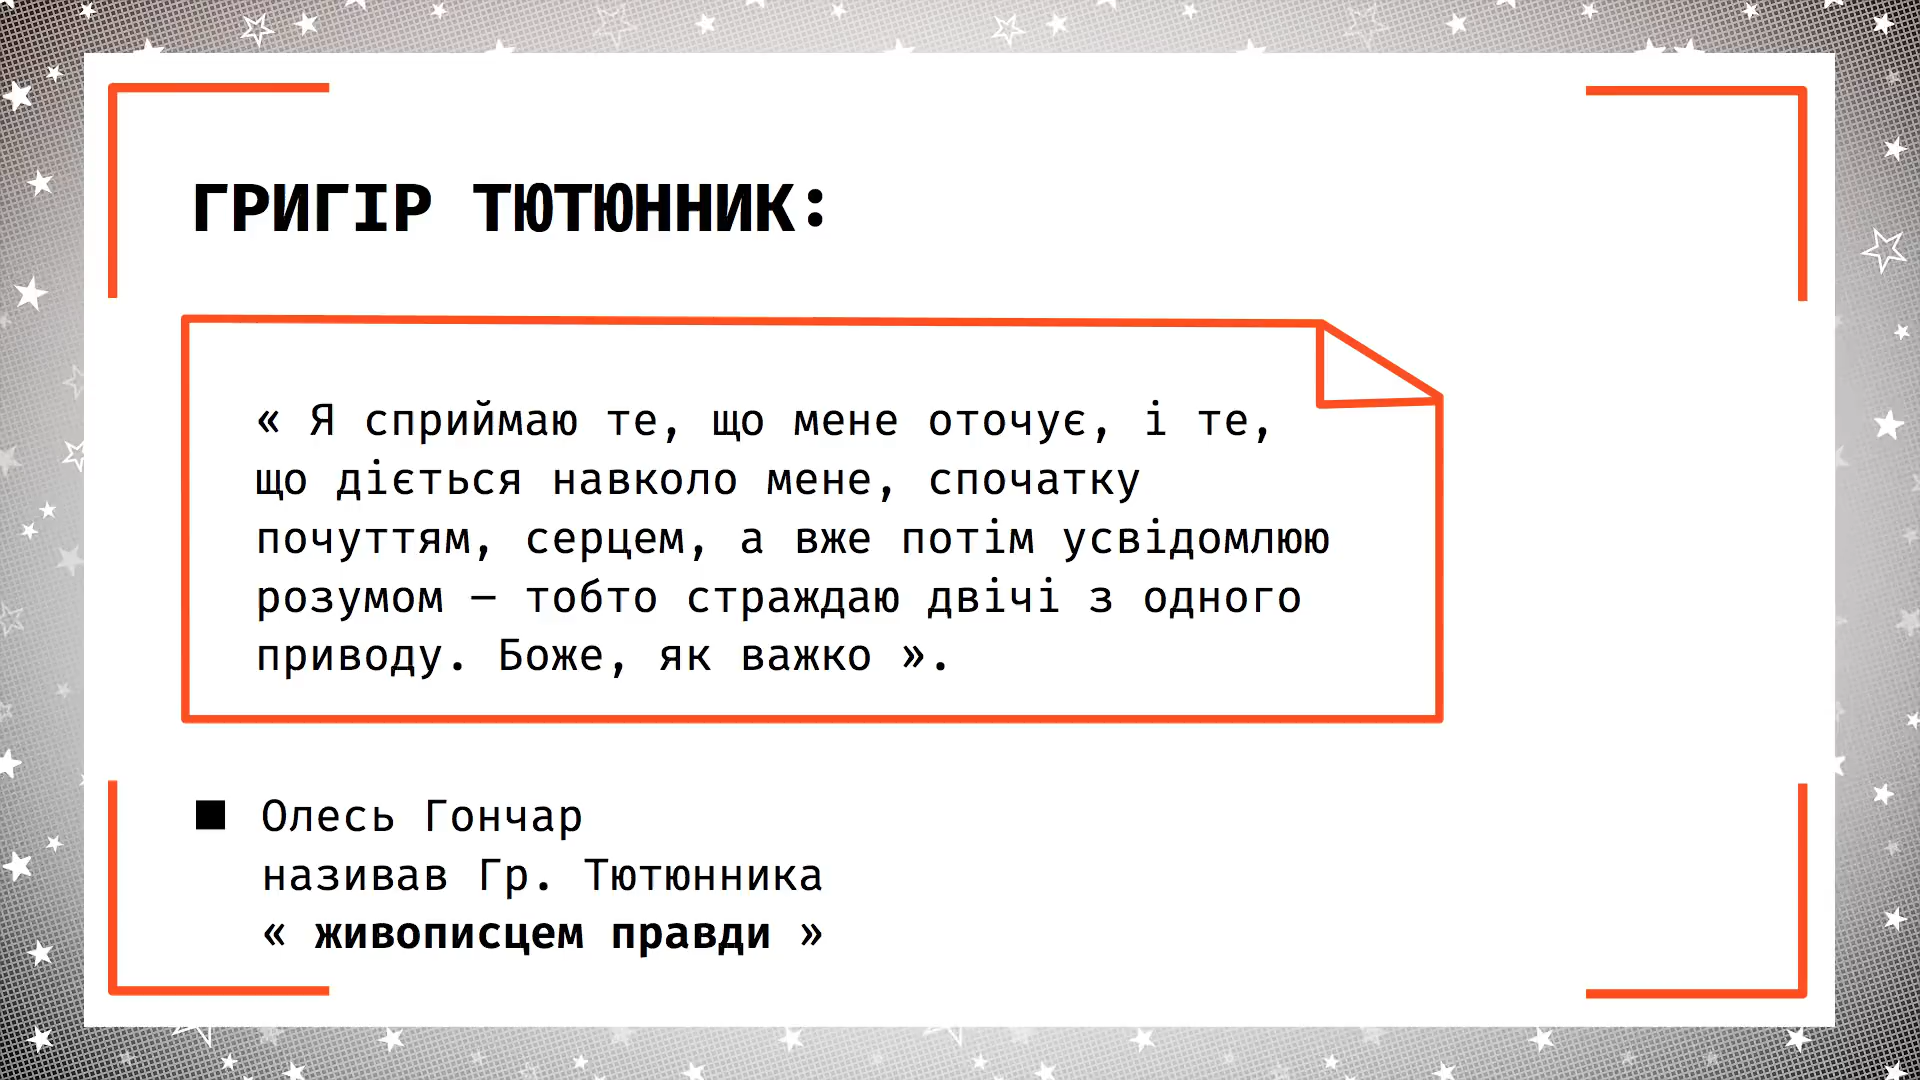 ГРИГІР ТЮТЮННИК:
« Я сприймаю те, що мене оточує, і те,
що діється навколо мене, спочатку
почуттям, серцем, а вже потім усвідомлюю
розумом – тобто страждаю двічі з одного
приводу. Боже, як важко ».
■ Олесь Гончар
називав Гр. Тютюнника
« живописцем правди »